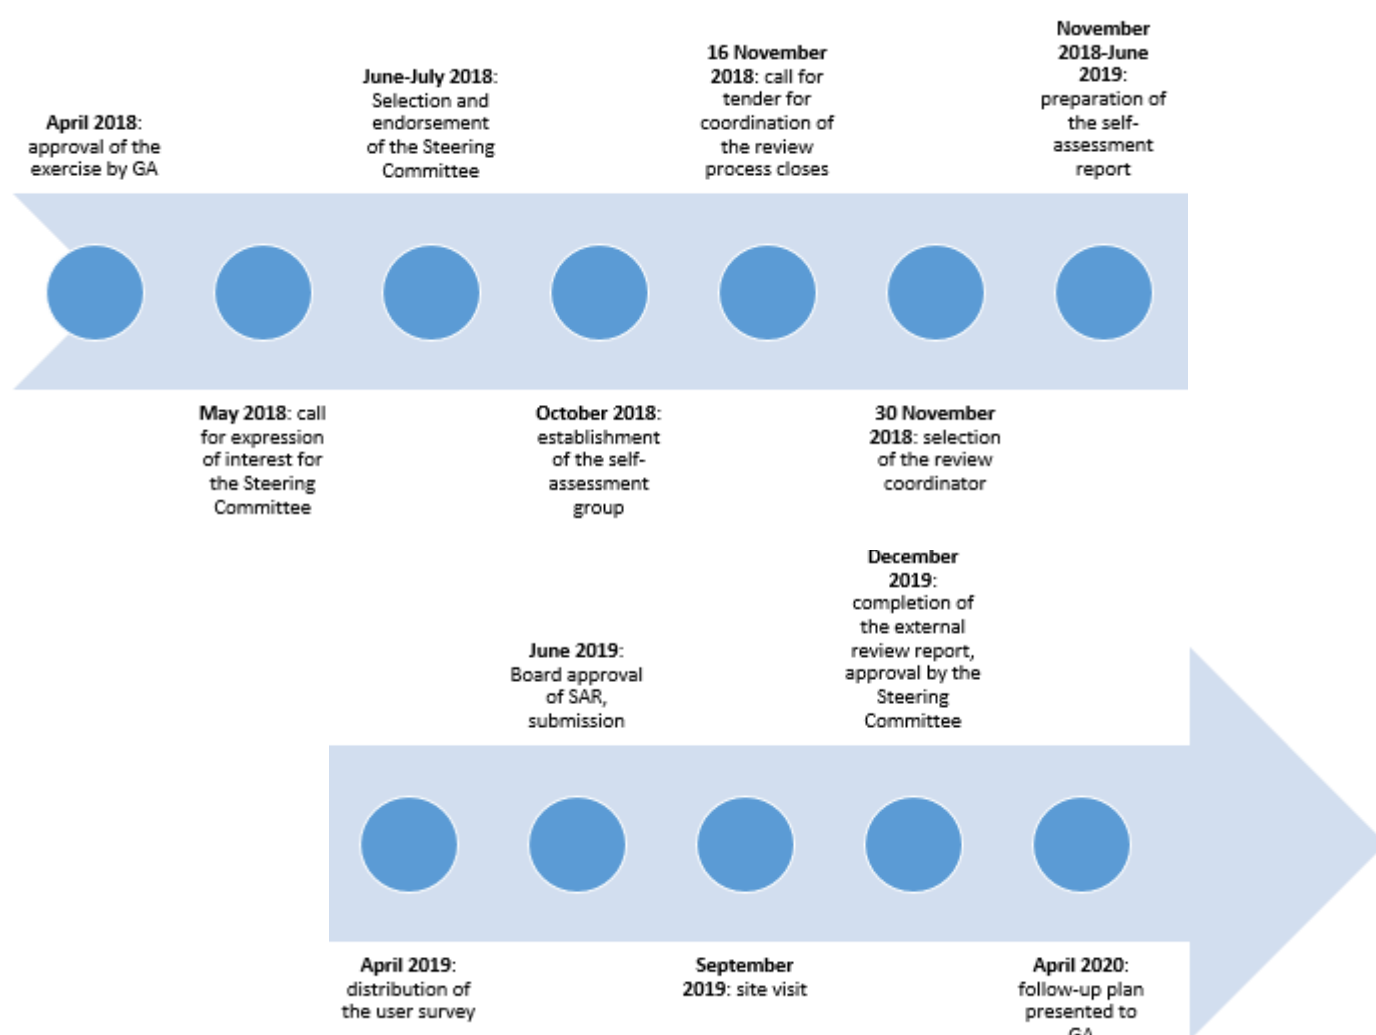 April 2018:
approval of the
exercise by GA
May 2018: call
for expression
of interest for
the Steering
Committee
June-July 2018:
Selection and
endorsement
of the Steering
Committee
October 2018:
establishment
of the self-
assessment
group
16 November
2018: call for
tender for
coordination of
the review
process closes
30 November
2018: selection
of the review
coordinator
November
2018-June
2019:
preparation of
the self-
assessment
report
April 2019:
distribution of
the user survey
June 2019:
Board approval
of SAR,
submission
September
2019: site visit
December
2019:
completion of
the external
review report,
approval by the
Steering
Committee
April 2020:
follow-up plan
presented to
GA